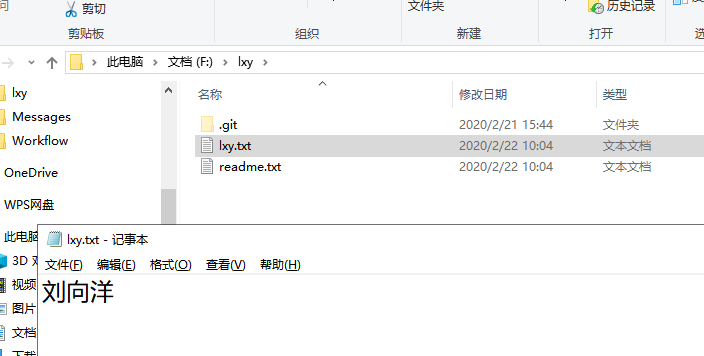 剪切
文件夹
历史记录
剪贴板
组织
新建
打开
此电脑
文档 (F:)
lxy
lxy
Messages
Workflow
OneDrive
WPS网盘
此电脑
3D
视频
图片
文档
名称
修改日期
类型
.git
2020/2/21 15:44
文件夹
lxy.txt
2020/2/22 10:04
文本文档
readme.txt
2020/2/22 10:04
文本文档
lxy.txt - 记事本
文件(F)
编辑(E)
格式(O)
查看(V)
帮助(H)
刘向洋